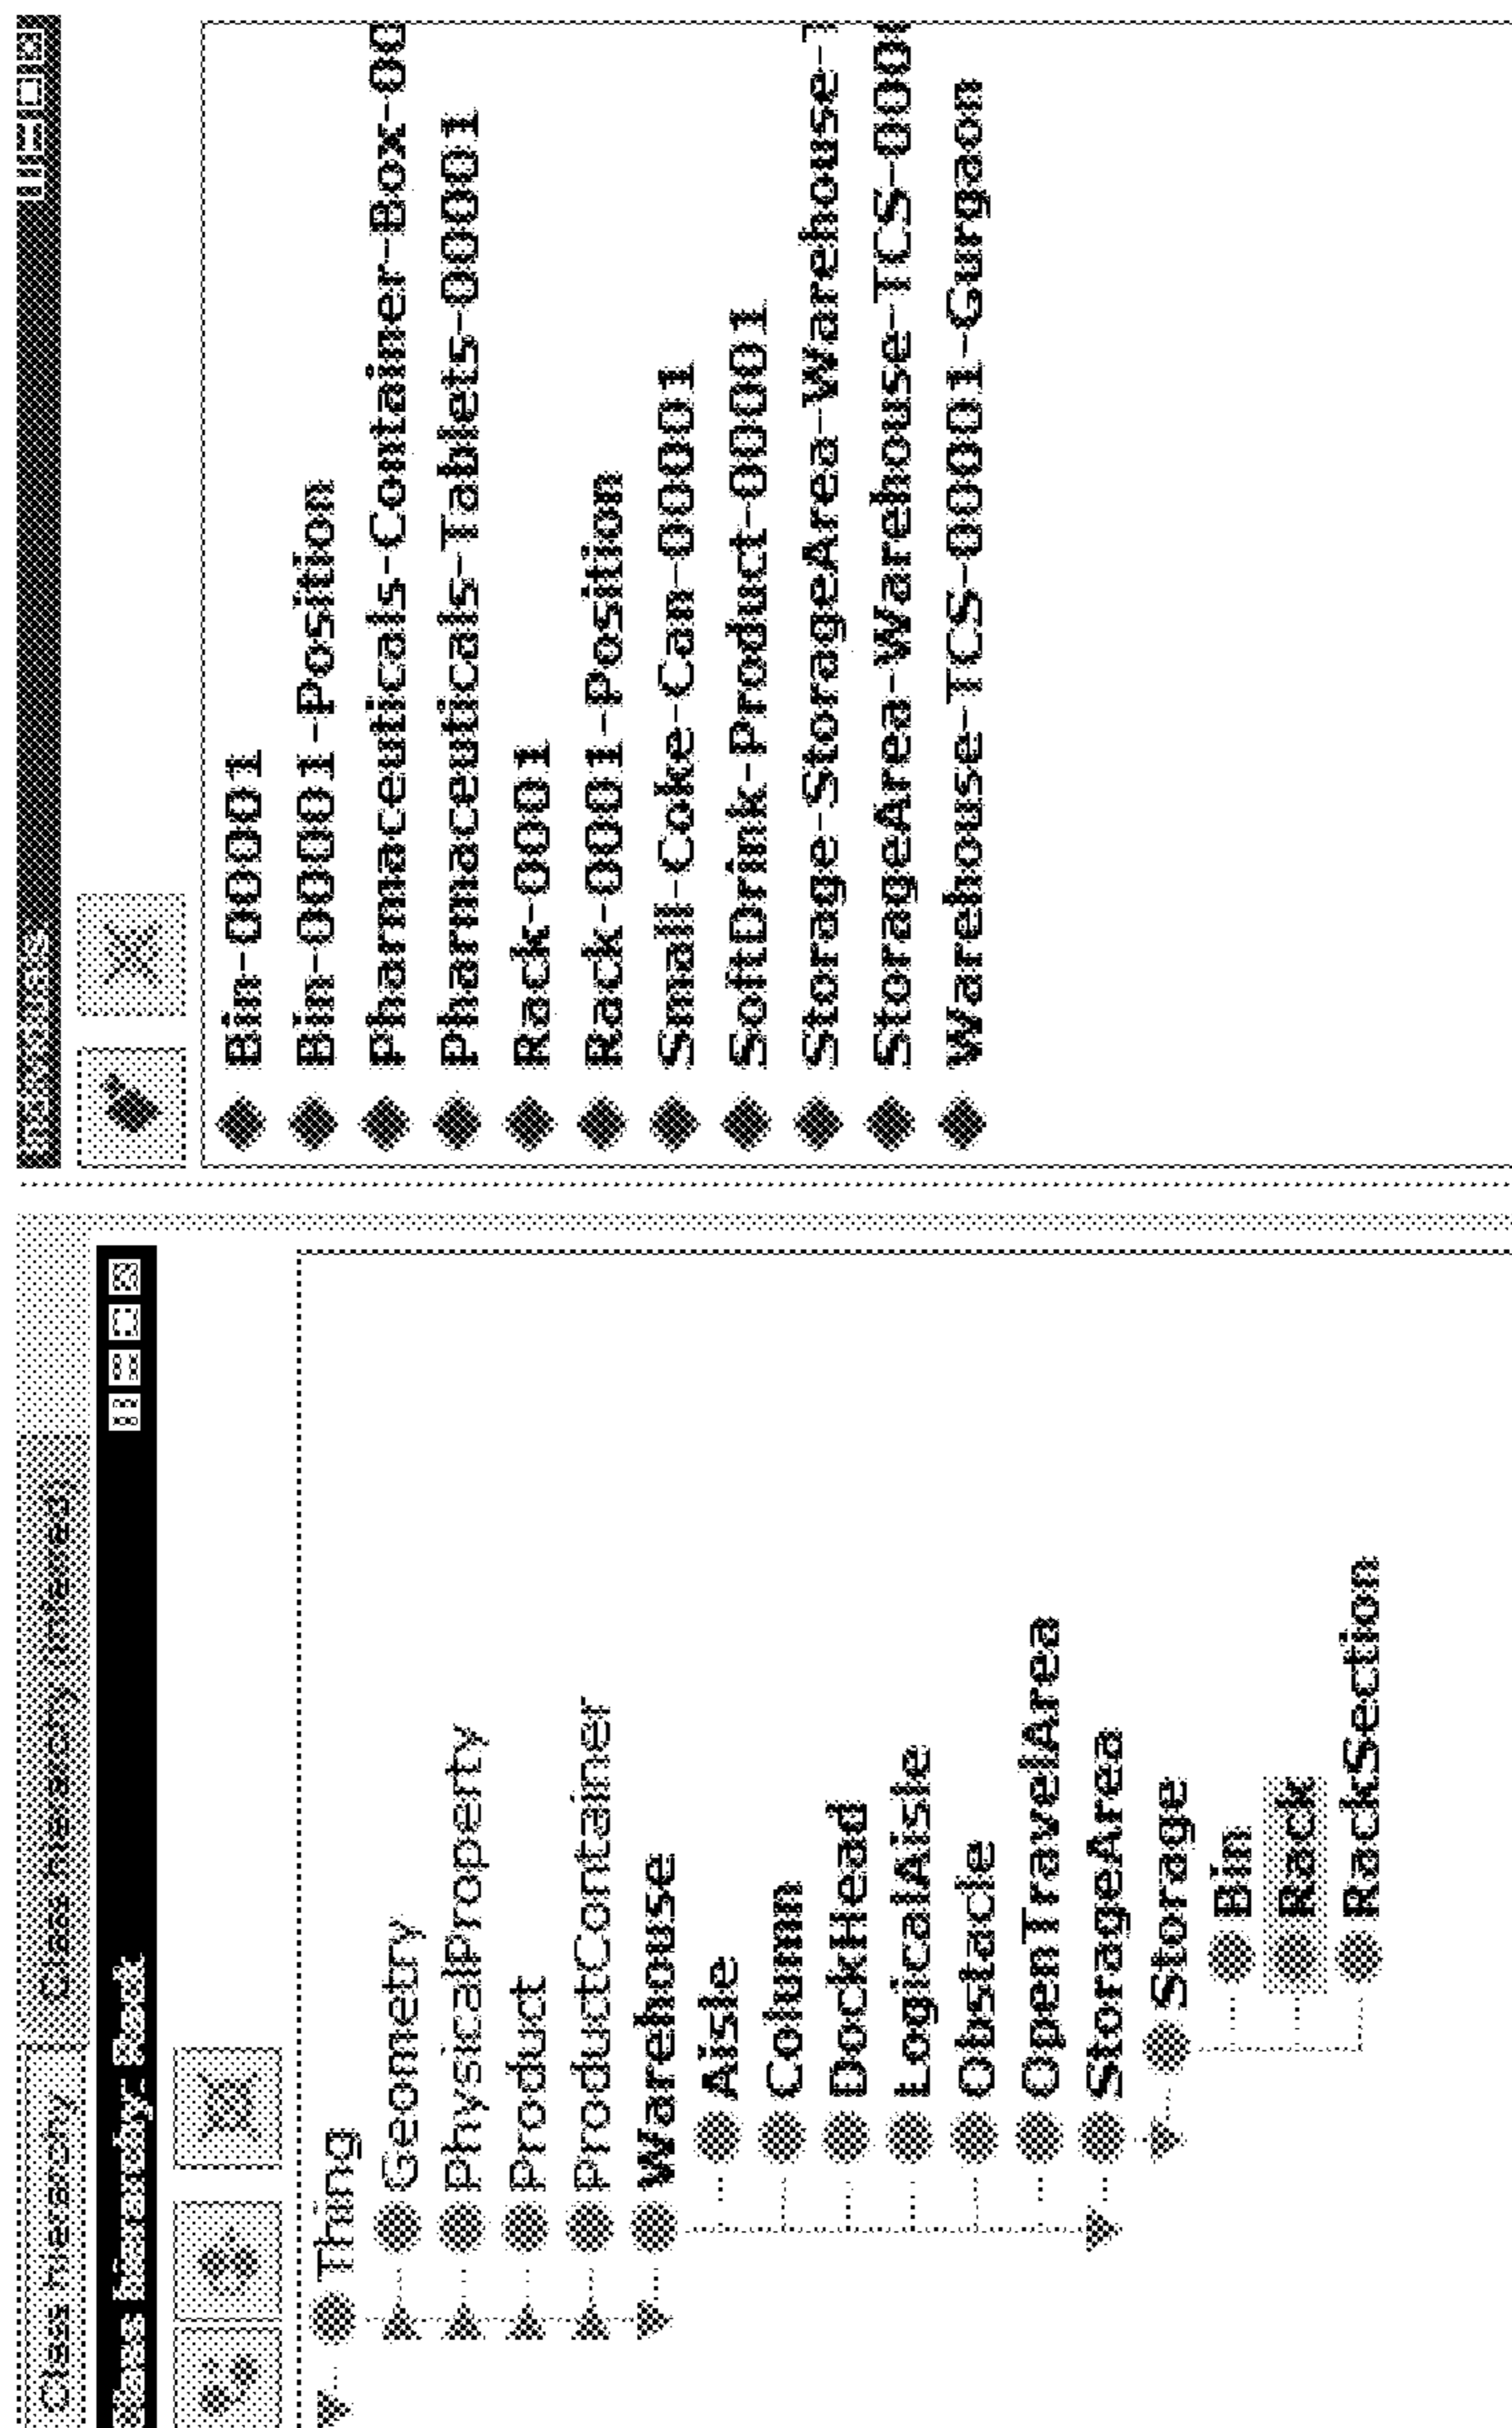 Class hierarchy Class hierarchy (inferred)
Class hierarchy: Rack
Thing
Geometry
PhysicalProperty
Product
ProductContainer
Warehouse
Aisle
Column
DockHead
LogicalAisle
Obstacle
OpenTravelArea
StorageArea
Storage
Bin
Rack
RackSection
Bin-00001
Bin-00001-Position
Pharmaceuticals-Container-Box-00
Pharmaceuticals-Tablets-00001
Rack-0001
Rack-0001-Position
Small-Coke-Can-00001
SoftDrink-Product-00001
Storage-StorageArea-Warehouse-T
StorageArea-Warehouse-TCS-000
Warehouse-TCS-00001-Gurgaon